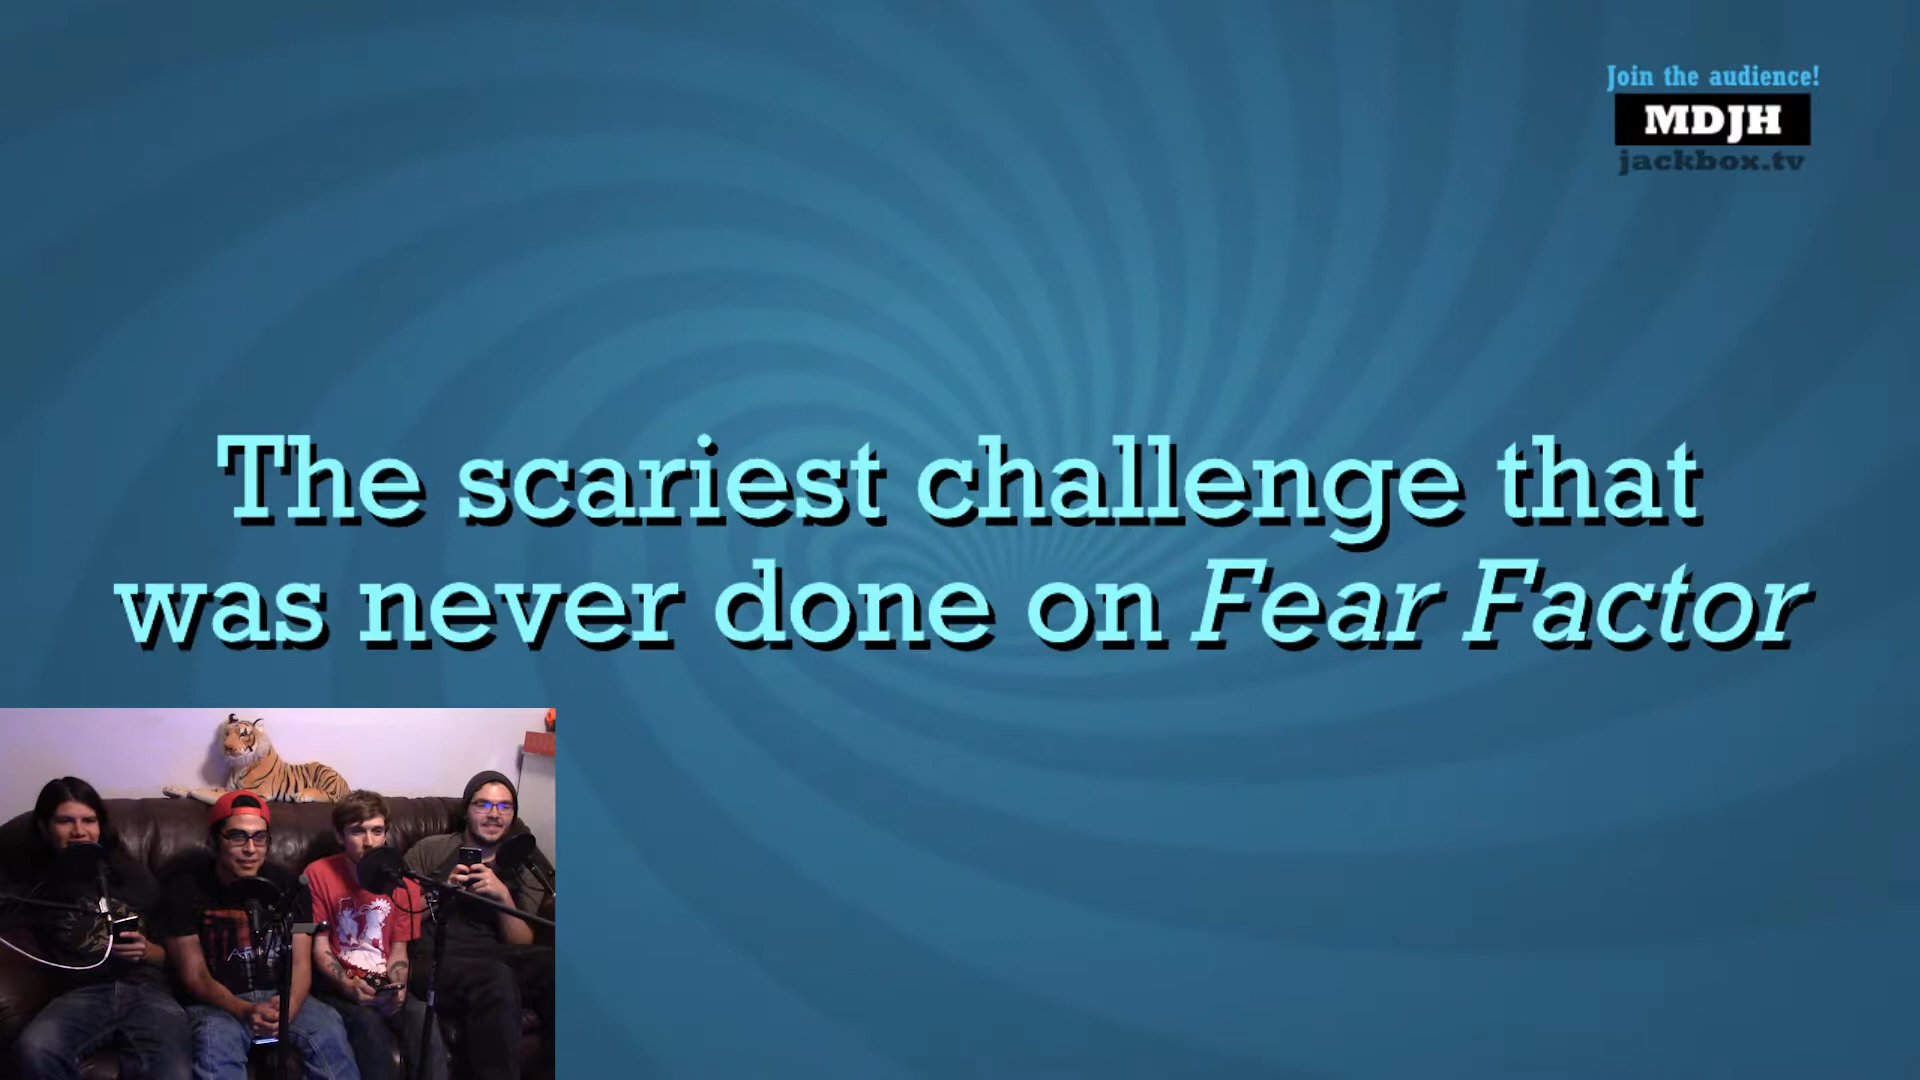 Join the audience!
MDJH
jackbox.tv
The scariest challenge that
was never done on Fear Factor